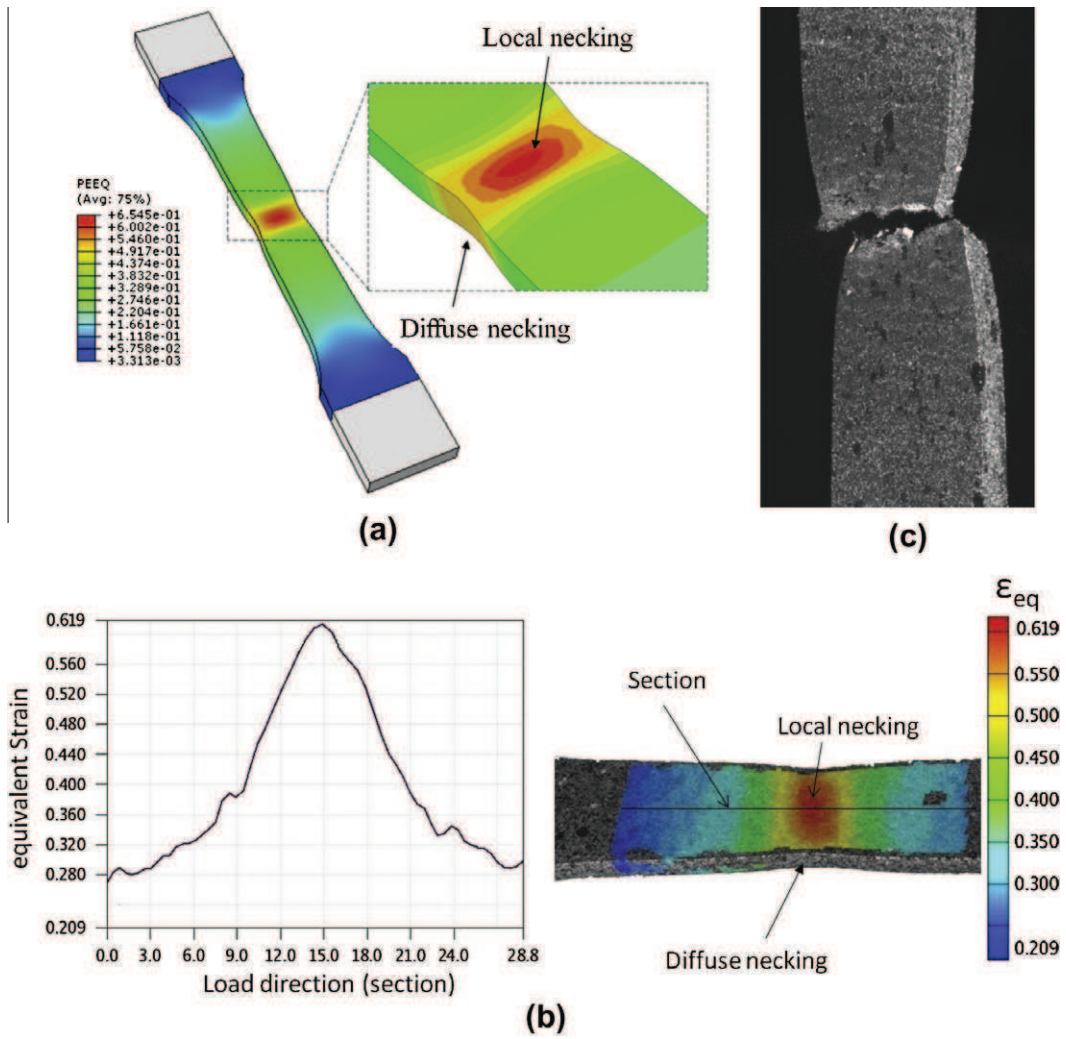 Local necking
PEEQ
(Avg: 75%)
+6.545e-01
+6.002e-01
+5.460e-01
+4.917e-01
+4.374e-01
+3.832e-01
+3.289e-01
+2.746e-01
+2.204e-01
+1.661e-01
+1.118e-01
+5.758e-02
+3.313e-03
Diffuse necking
(a)
(c)
equivalent Strain
0.619
0.560
0.520
0.480
0.440
0.400
0.360
0.320
0.280
0.209
0.0 3.0 6.0 9.0 12.0 15.0 18.0 21.0 24.0 28.8
Load direction (section)
Section
Local necking
Diffuse necking
εeq
0.619
0.550
0.500
0.450
0.400
0.350
0.300
0.209
(b)